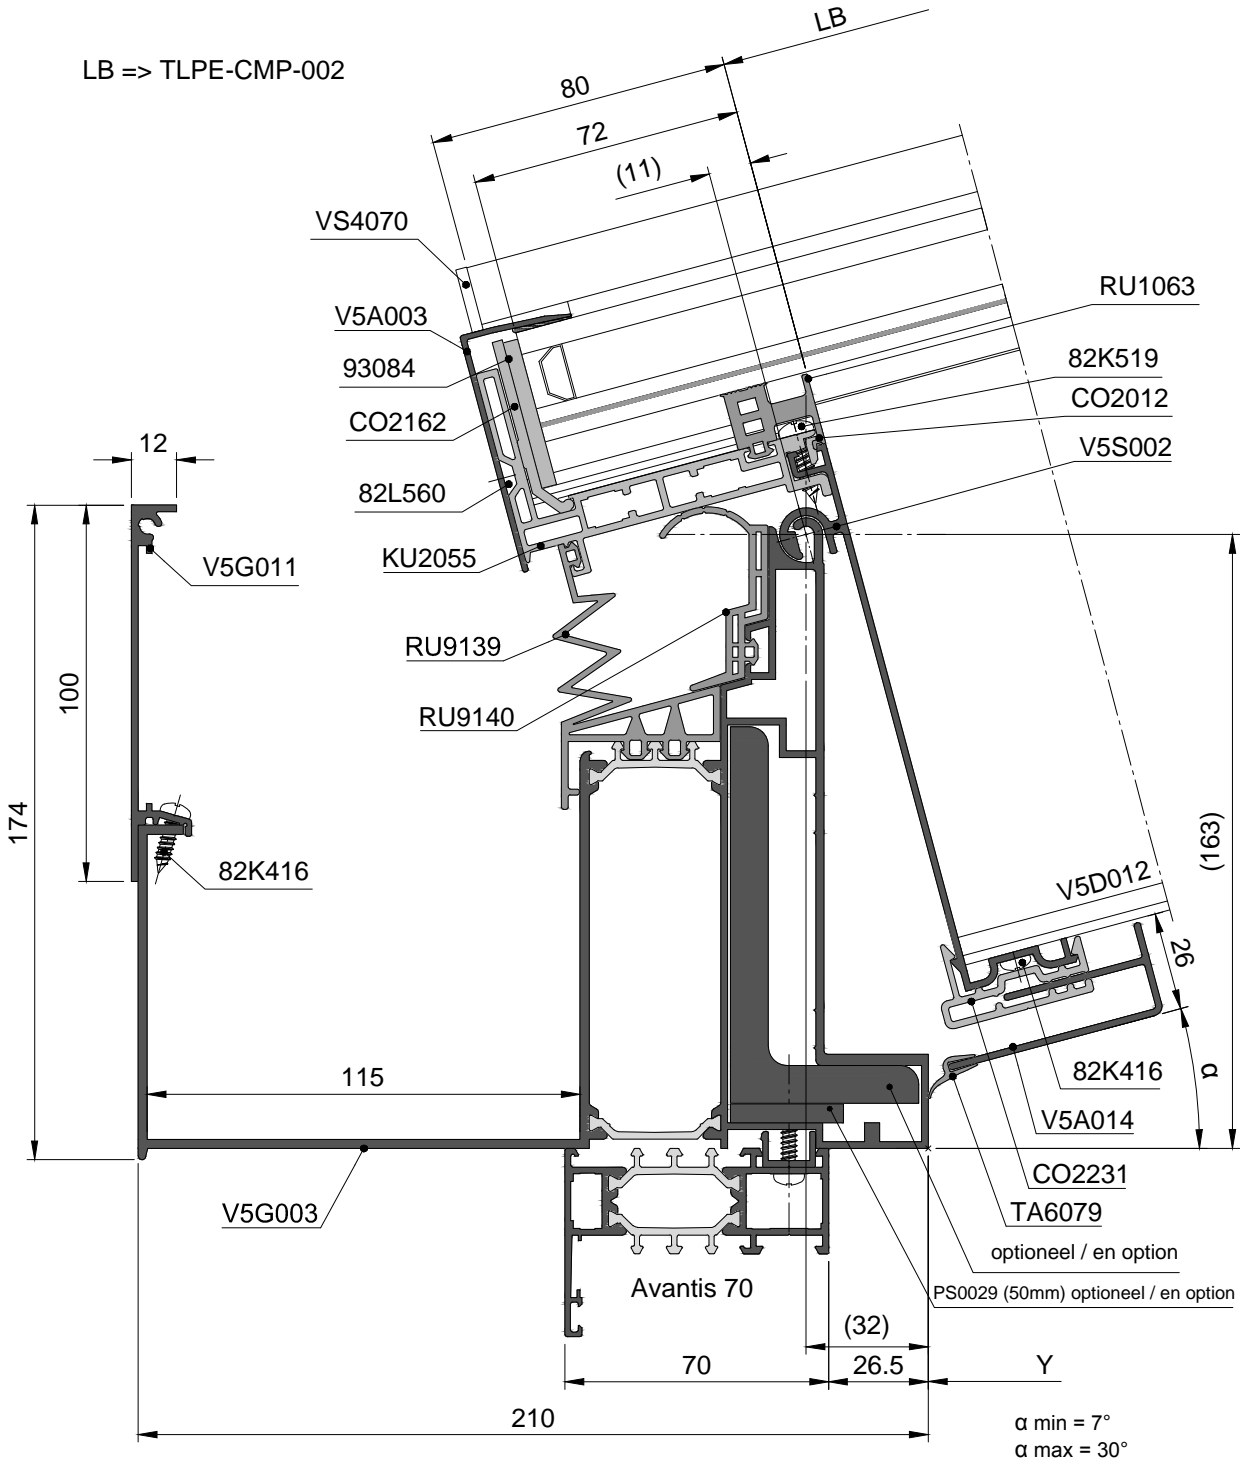 LB
LB => TLPE-CMP-002
80
72
(11)
VS4070
RU1063
V5A003
82K519
93084
CO2012
CO2162
V5S002
12
82L560
KU2055
V5G011
RU9139
100
RU9140
174
(163)
82K416
V5D012
26
115
82K416
α
V5A014
CO2231
V5G003
TA6079
optioneel / en option
Avantis 70
PS0029 (50mm) optioneel / en option
(32)
70
26.5
Y
210
α min = 7°
α max = 30°